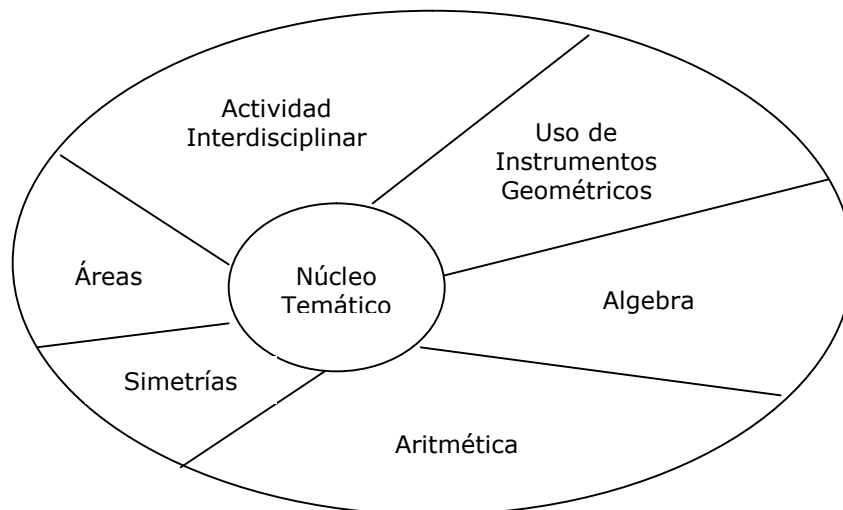 Actividad
Interdisciplinar
Uso de
Instrumentos
Geométricos
Áreas
Núcleo
Temático
Algebra
Simetrías
Aritmética